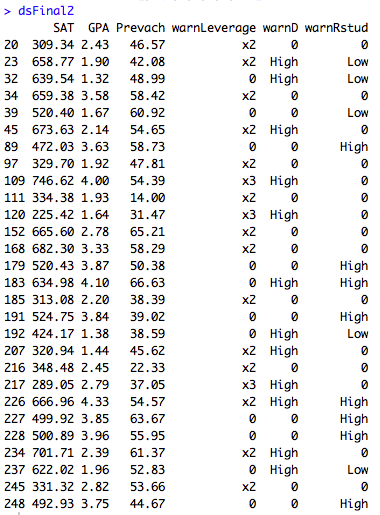 > dsFinal2
SAT GPA Prevach warnLeverage warnD warnRstud
20 309.34 2.43 46.57 x2 0 0
23 658.77 1.90 42.08 x2 High Low
32 639.54 1.32 48.99 0 High Low
34 659.38 3.58 58.42 x2 0 0
39 520.40 1.67 60.92 0 0 Low
45 673.63 2.14 54.65 x2 High 0
89 472.03 3.63 58.73 0 0 High
97 329.70 1.92 47.81 x2 0 0
109 746.62 4.00 54.39 x3 High 0
111 334.38 1.93 14.00 x2 0 0
120 225.42 1.64 31.47 x3 High 0
152 665.60 2.78 65.21 x2 0 0
168 682.30 3.33 58.29 x2 0 0
179 520.43 3.87 50.38 0 0 High
183 634.98 4.10 66.63 0 High High
185 313.08 2.20 38.39 x2 0 0
191 524.75 3.84 39.02 0 0 High
192 424.17 1.38 38.59 0 High Low
207 320.94 1.44 45.62 x2 High 0
216 348.48 2.45 22.33 x2 0 0
217 289.05 2.79 37.05 x3 High 0
226 666.96 4.33 54.57 x2 High High
227 499.92 3.85 63.67 0 0 High
228 500.89 3.96 55.95 0 0 High
234 701.71 2.39 61.37 x2 High 0
237 622.02 1.96 52.83 0 High Low
245 331.32 2.82 53.66 x2 0 0
248 492.93 3.75 44.67 0 0 High